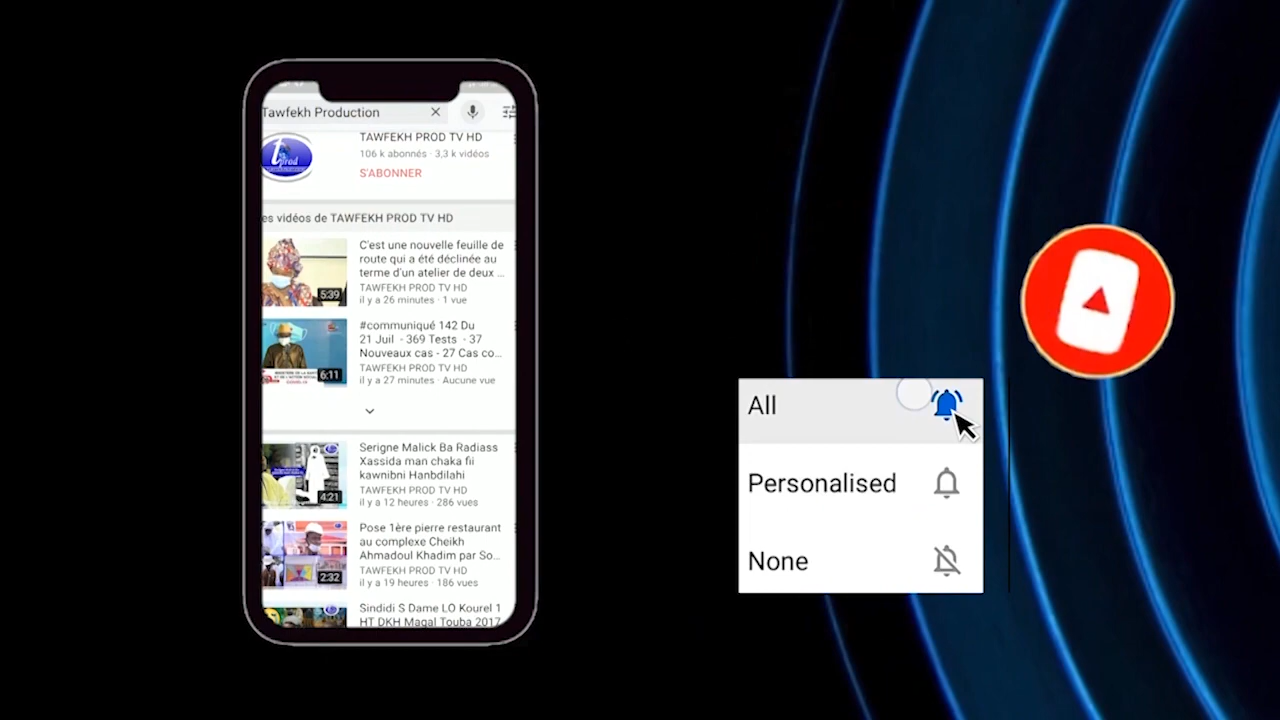 Tawfekh Production
TAWFEKH PROD TV HD
106 k abonnés · 3,3 k vidéos
S'ABONNER
es vidéos de TAWFEKH PROD TV HD
C'est une nouvelle feuille de
route qui a été déclinée au
terme d'un atelier de deux ...
TAWFEKH PROD TV HD
il y a 26 minutes · 1 vue
5:39
#communiqué 142 Du
21 Juil - 369 Tests - 37
Nouveaux cas - 27 Cas co...
TAWFEKH PROD TV HD
il y a 27 minutes · Aucune vue
6:11
Serigne Malick Ba Radiass
Xassida man chaka fii
kawnibni Hanbdilahi
TAWFEKH PROD TV HD
il y a 12 heures · 286 vues
4:21
Pose 1ère pierre restaurant
au complexe Cheikh
Ahmadoul Khadim par So...
TAWFEKH PROD TV HD
il y a 19 heures · 186 vues
2:32
Sindidi S Dame LO Kourel 1
HT DKH Magal Touba 2017
All
Personalised
None